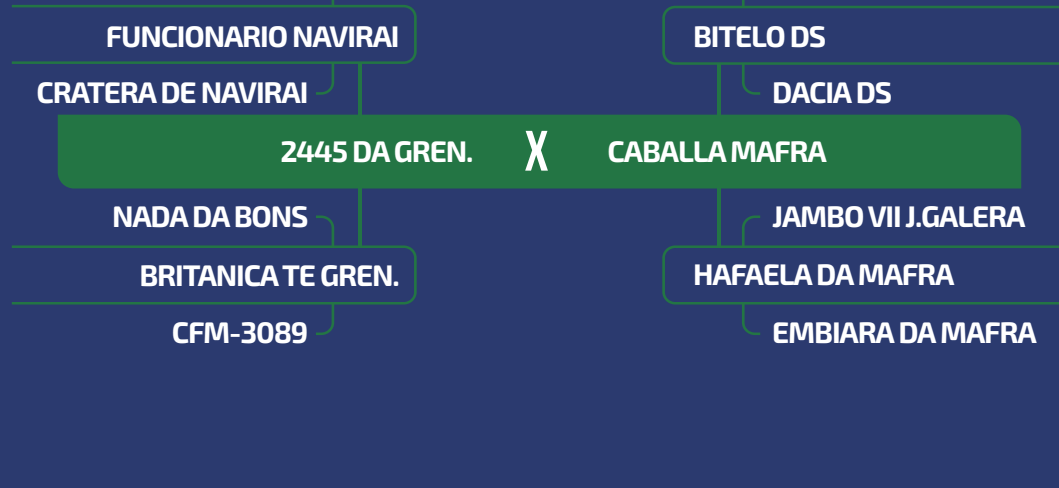 FUNCIONARIO NAVIRAI
BITELO DS
CRATERA DE NAVIRAI
DACIA DS
2445 DA GREN. X CABALLA MAFRA
NADA DA BONS
JAMBO VII J.GALERA
BRITANICA TE GREN.
HAFAELA DA MAFRA
CFM-3089
EMBIARA DA MAFRA